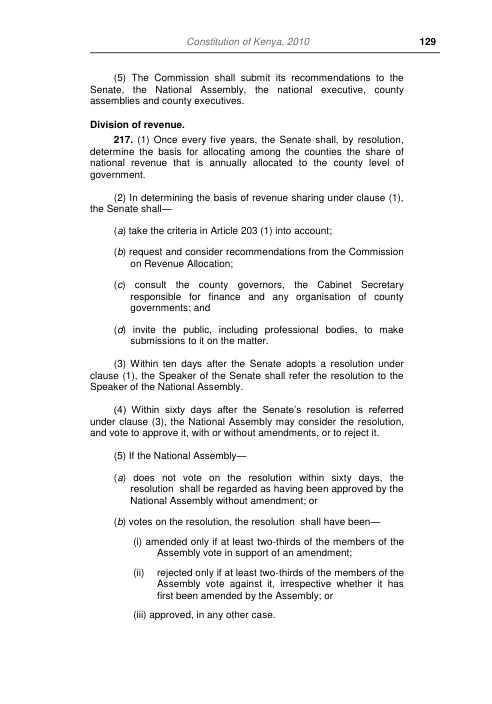 Constitution of Kenya, 2010 129
(5) The Commission shall submit its recommendations to the
Senate, the National Assembly, the national executive, county
assemblies and county executives.
Division of revenue.
217. (1) Once every five years, the Senate shall, by resolution,
determine the basis for allocating among the counties the share of
national revenue that is annually allocated to the county level of
government.
(2) In determining the basis of revenue sharing under clause (1),
the Senate shall—
(a) take the criteria in Article 203 (1) into account;
(b) request and consider recommendations from the Commission
on Revenue Allocation;
(c) consult the county governors, the Cabinet Secretary
responsible for finance and any organisation of county
governments; and
(d) invite the public, including professional bodies, to make
submissions to it on the matter.
(3) Within ten days after the Senate adopts a resolution under
clause (1), the Speaker of the Senate shall refer the resolution to the
Speaker of the National Assembly.
(4) Within sixty days after the Senate's resolution is referred
under clause (3), the National Assembly may consider the resolution,
and vote to approve it, with or without amendments, or to reject it.
(5) If the National Assembly—
(a) does not vote on the resolution within sixty days, the
resolution shall be regarded as having been approved by the
National Assembly without amendment; or
(b) votes on the resolution, the resolution shall have been—
(i) amended only if at least two-thirds of the members of the
Assembly vote in support of an amendment;
(ii) rejected only if at least two-thirds of the members of the
Assembly vote against it, irrespective whether it has
first been amended by the Assembly; or
(iii) approved, in any other case.